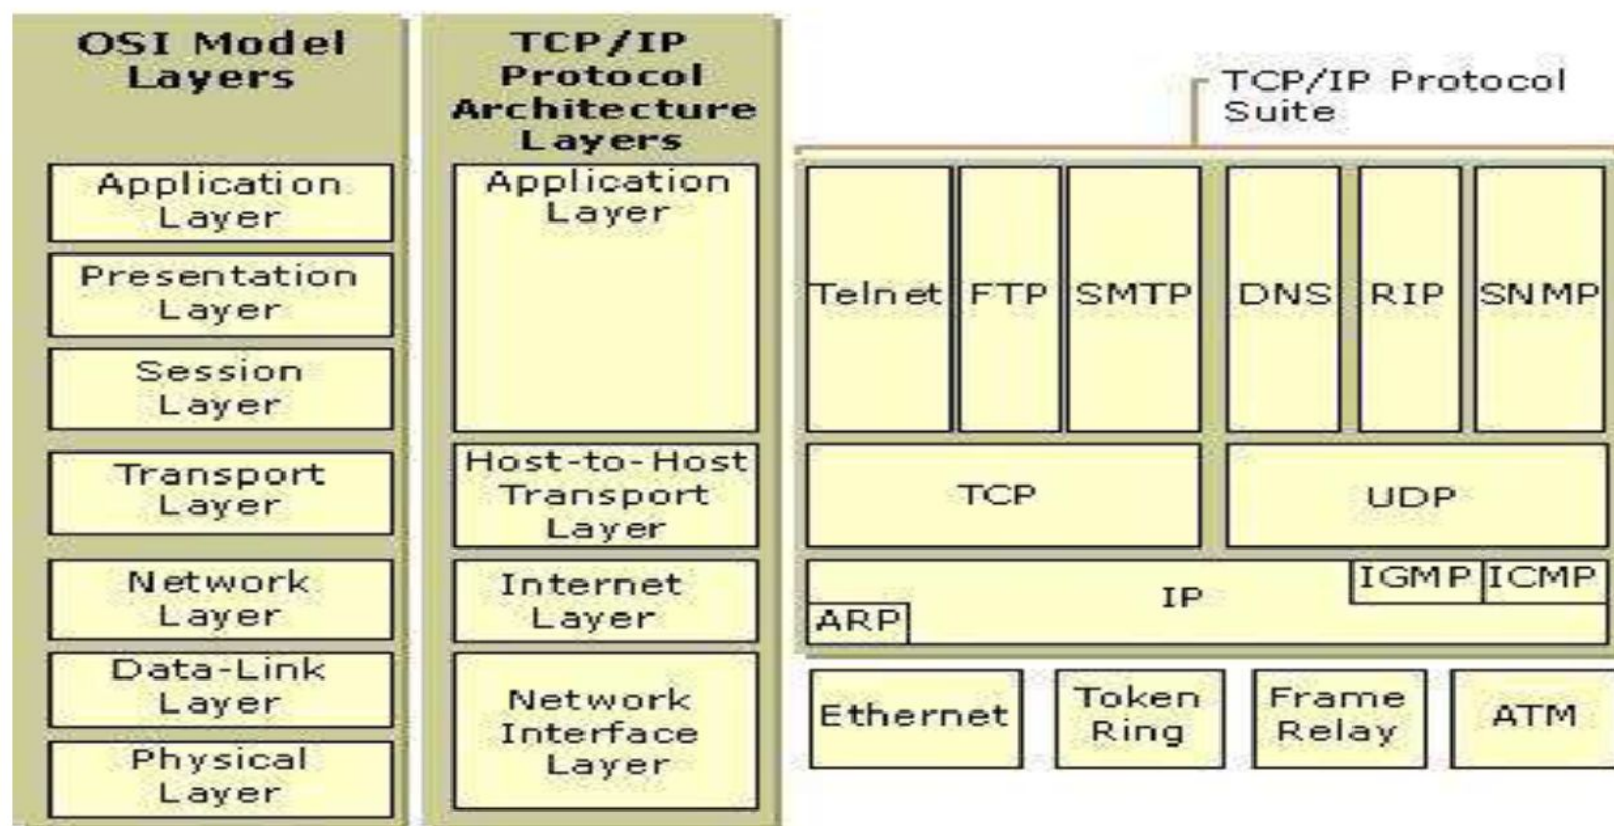 OSI Model
Layers
Application
Layer
Presentation
Layer
Session
Layer
Transport
Layer
Network
Layer
Data-Link
Layer
Physical
Layer
TCP/IP
Protocol
Architecture
Layers
Application
Layer
Host-to-Host
Transport
Layer
Internet
Layer
Network
Interface
Layer
TCP/IP Protocol
Suite
Telnet
FTP
SMTP
DNS
RIP
SNMP
TCP
UDP
IP
IGMP
ICMP
ARP
Ethernet
Token
Ring
Frame
Relay
ATM